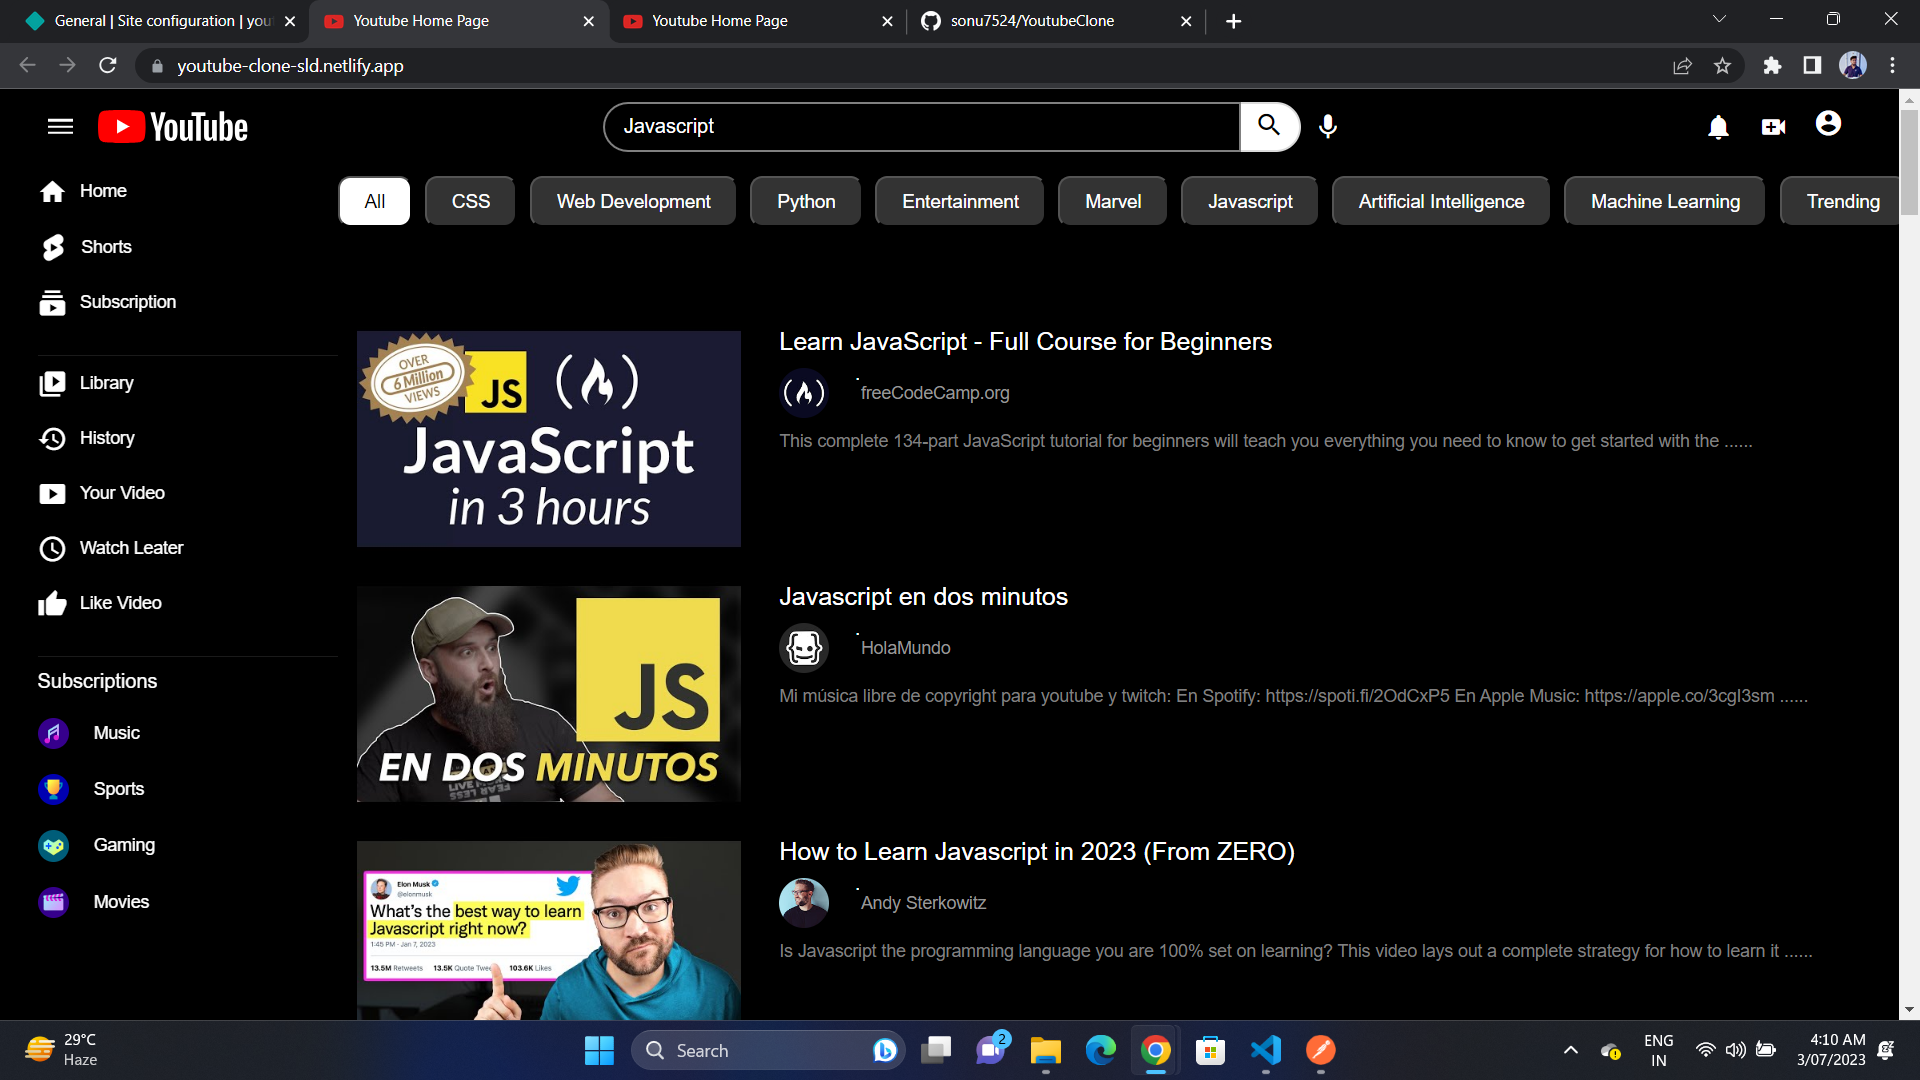 General | Site configuration | you
Youtube Home Page
Youtube Home Page
sonu7524/YoutubeClone
youtube-clone-sld.netlify.app
YouTube
Javascript
Home
Shorts
Subscription
Library
History
Your Video
Watch Leater
Like Video
Subscriptions
Music
Sports
Gaming
Movies
All
CSS
Web Development
Python
Entertainment
Marvel
Javascript
Artificial Intelligence
Machine Learning
Trending
OVER
6 Million
VIEWS
JS
JavaScript
in 3 hours
Learn JavaScript - Full Course for Beginners
freeCodeCamp.org
This complete 134-part JavaScript tutorial for beginners will teach you everything you need to know to get started with the ......
JS
EN DOS MINUTOS
Javascript en dos minutos
HolaMundo
Mi música libre de copyright para youtube y twitch: En Spotify: https://spoti.fi/2OdCxP5 En Apple Music: https://apple.co/3cgI3sm ......
Elon Musk
@elonmusk
What's the best way to learn
Javascript right now?
1:45 PM · Jan 7, 2023
13.5M Retweets 13.5K Quote Twee 103.6K Likes
How to Learn Javascript in 2023 (From ZERO)
Andy Sterkowitz
Is Javascript the programming language you are 100% set on learning? This video lays out a complete strategy for how to learn it ......
29°C
Haze
Search
2
ENG
IN
4:10 AM
3/07/2023